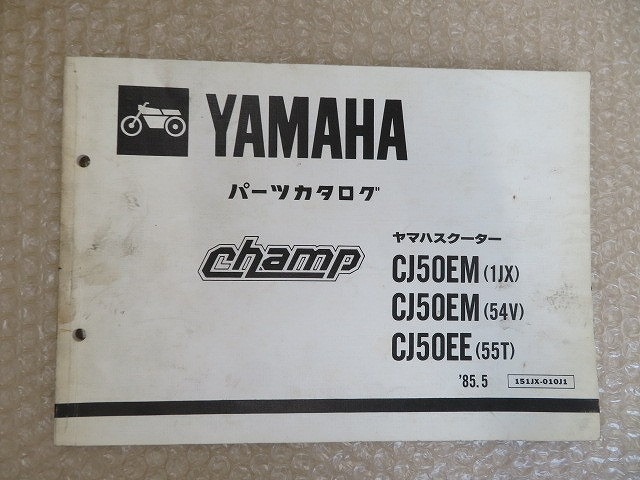 YAMAHA
パーツカタログ
champ
ヤマハスクーター
CJ50EM (1JX)
CJ50EM (54V)
CJ50EE (55T)
'85.5
151JX-010J1